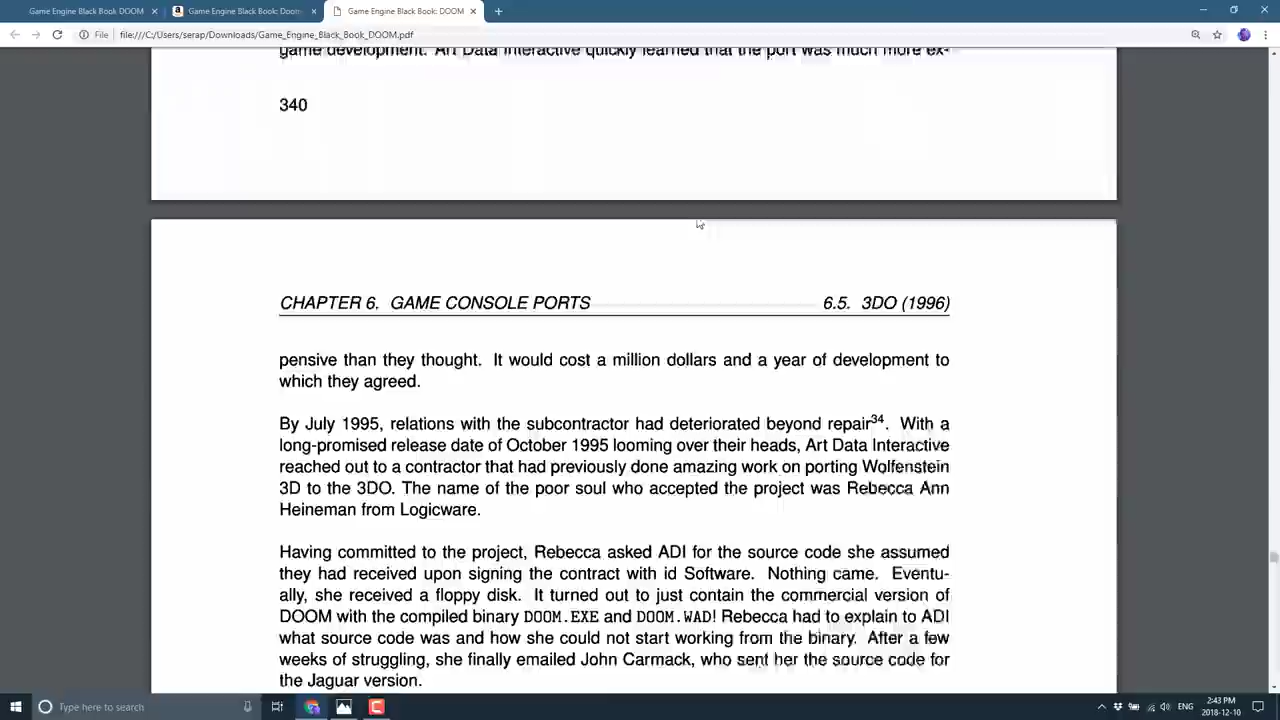 Game Engine Black Book: DOOM:
Game Engine Black Book: Doom:
Game Engine Black Book: DOOM:
File
file:///C:/Users/serap/Downloads/Game_Engine_Black_Book_DOOM.pdf
game development. Art Data Interactive quickly learned that the port was much more ex-
340
CHAPTER 6. GAME CONSOLE PORTS 6.5. 3DO (1996)
pensive than they thought. It would cost a million dollars and a year of development to
which they agreed.
By July 1995, relations with the subcontractor had deteriorated beyond repair34. With a
long-promised release date of October 1995 looming over their heads, Art Data Interactive
reached out to a contractor that had previously done amazing work on porting Wolfenstein
3D to the 3DO. The name of the poor soul who accepted the project was Rebecca Ann
Heineman from Logicware.
Having committed to the project, Rebecca asked ADI for the source code she assumed
they had received upon signing the contract with id Software. Nothing came. Eventu-
ally, she received a floppy disk. It turned out to just contain the commercial version of
DOOM with the compiled binary DOOM.EXE and DOOM.WAD! Rebecca had to explain to ADI
what source code was and how she could not start working from the binary. After a few
weeks of struggling, she finally emailed John Carmack, who sent her the source code for
the Jaguar version.
Type here to search
ENG
2:43 PM
2018-12-10